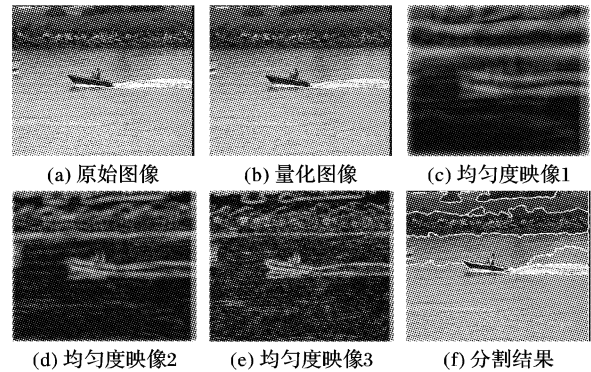 (a) 原始图像
(b) 量化图像
(c) 均匀度映像1
(d) 均匀度映像2
(e) 均匀度映像3
(f) 分割结果